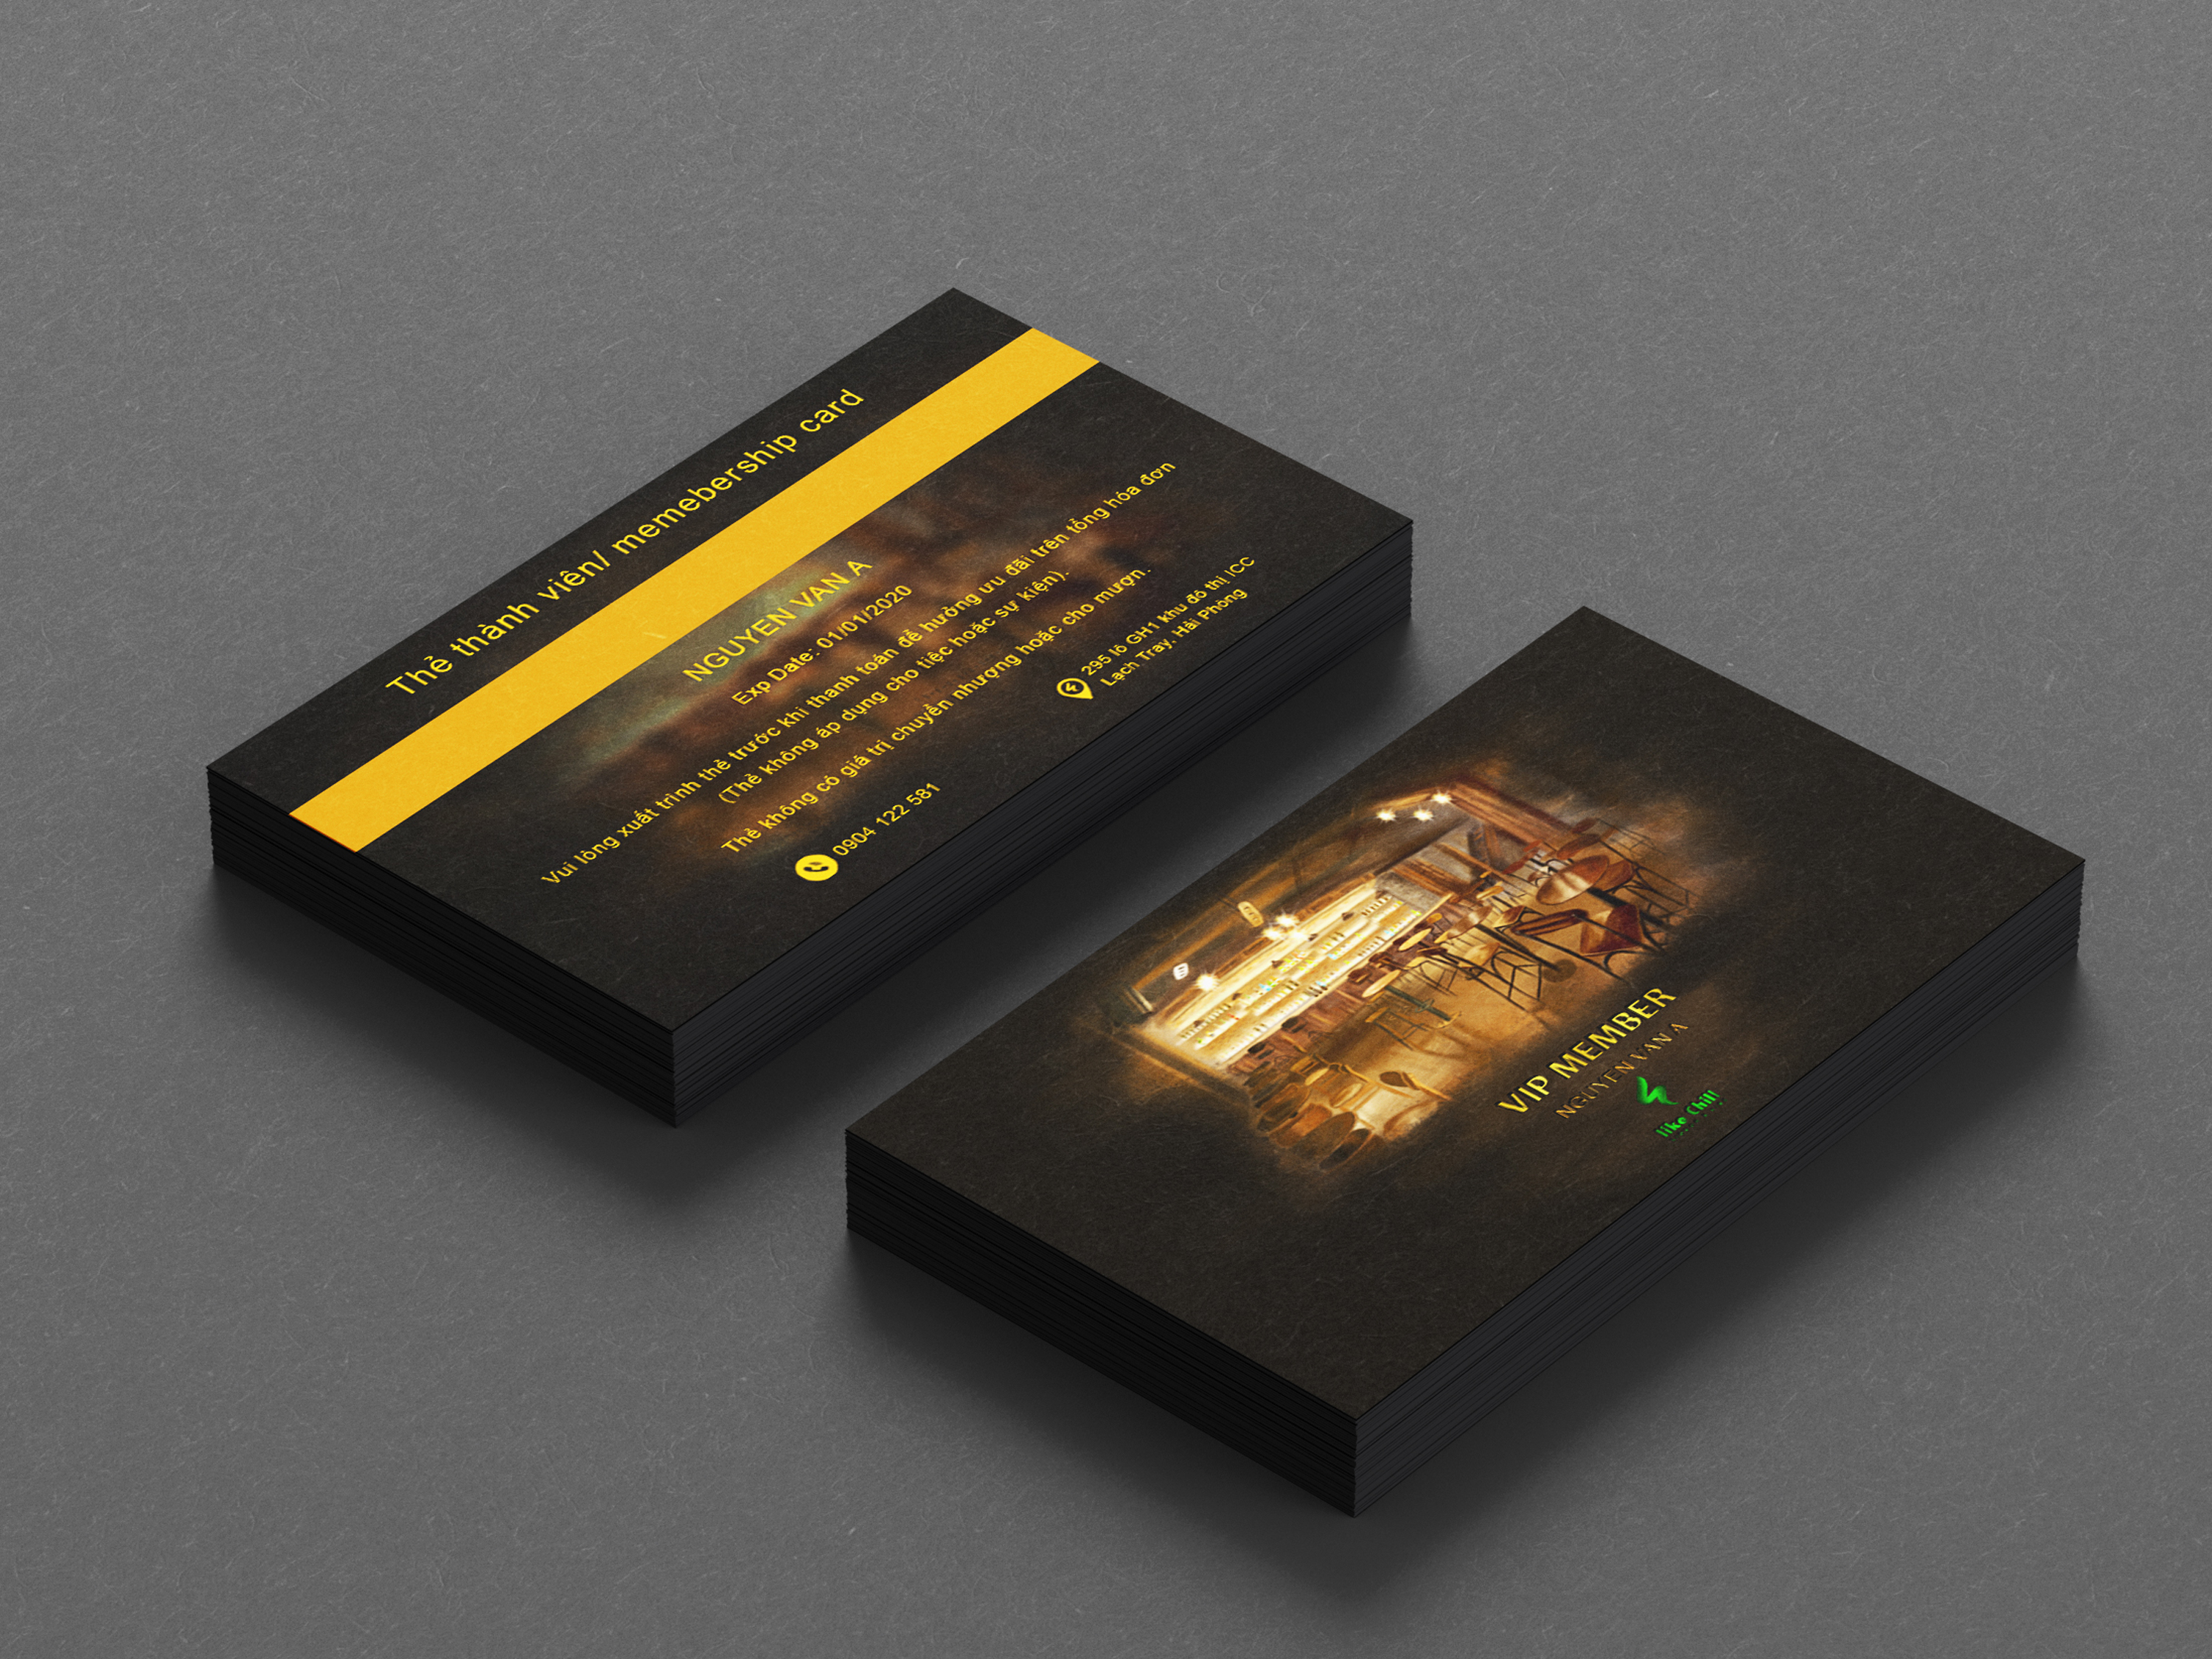 Thẻ thành viên/ memebership card
NGUYEN VAN A
Exp Date: 01/01/2020
Vui lòng xuất trình thẻ trước khi thanh toán để hưởng ưu đãi trên tổng hóa đơn
(Thẻ không áp dụng cho tiệc hoặc sự kiện).
Thẻ không có giá trị chuyển nhượng hoặc cho mượn.
0904 122 581
295 lô GH1 khu đô thị ICC
Lạch Tray, Hải Phòng
VIP MEMBER
NGUYEN VAN A
like Chill